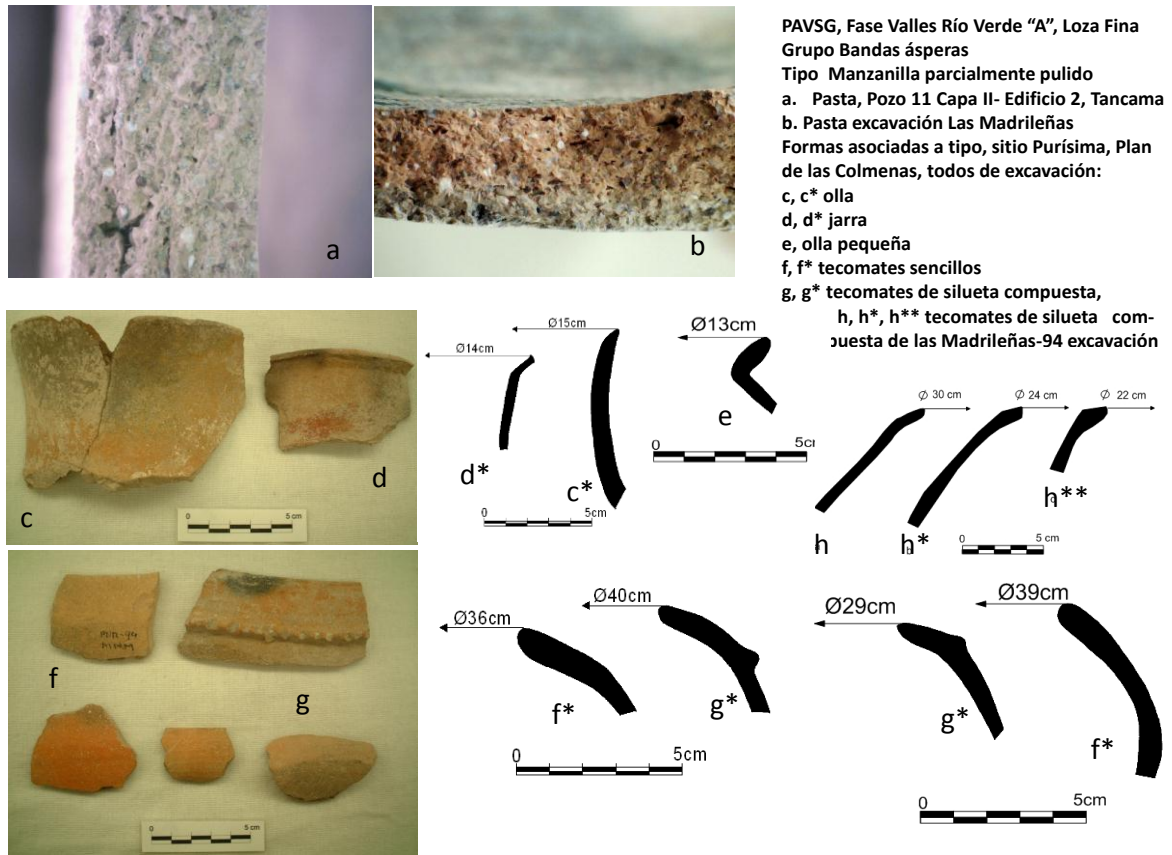 PAVSG, Fase Valles Río Verde “A”, Loza Fina
Grupo Bandas ásperas
Tipo Manzanilla parcialmente pulido
a. Pasta, Pozo 11 Capa II- Edificio 2, Tancama
b. Pasta excavación Las Madrileñas
Formas asociadas a tipo, sitio Purísima, Plan
de las Colmenas, todos de excavación:
c, c* olla
d, d* jarra
e, olla pequeña
f, f* tecomates sencillos
g, g* tecomates de silueta compuesta,
h, h*, h** tecomates de silueta com-
puesta de las Madrileñas-94 excavación
a
b
c
d
0 5 cm
f
g
0 5 cm
Ø14cm
Ø15cm
d*
c*
0 5cm
Ø13cm
e
0 5cm
Ø 30 cm
Ø 24 cm
Ø 22 cm
h
h*
h**
0 5 cm
Ø36cm
Ø40cm
f*
g*
0 5cm
Ø29cm
Ø39cm
g*
f*
0 5cm